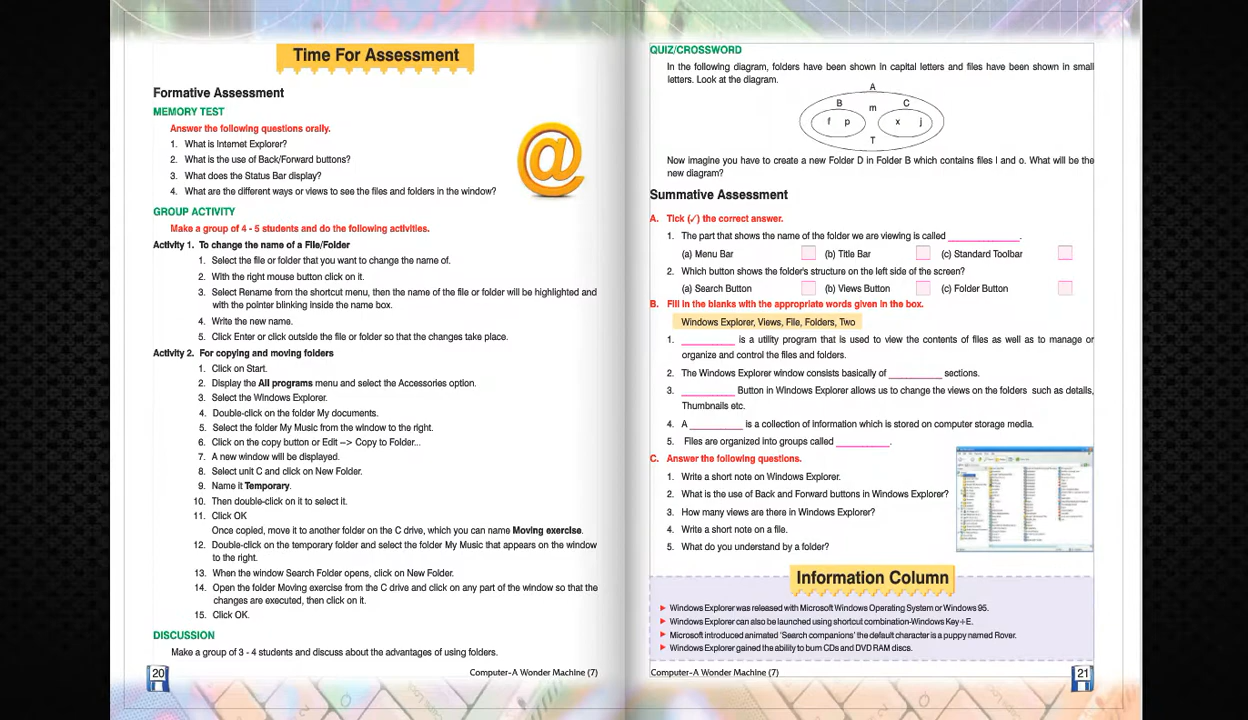 Time For Assessment
Formative Assessment
MEMORY TEST
Answer the following questions orally.
1. What is Internet Explorer?
2. What is the use of Back/Forward buttons?
3. What does the Status Bar display?
4. What are the different ways or views to see the files and folders in the window?
@
GROUP ACTIVITY
Make a group of 4 - 5 students and do the following activities.
Activity 1. To change the name of a File/Folder
1. Select the file or folder that you want to change the name of.
2. With the right mouse button click on it.
3. Select Rename from the shortcut menu, then the name of the file or folder will be highlighted and
with the pointer blinking inside the name box.
4. Write the new name.
5. Click Enter or click outside the file or folder so that the changes take place.
Activity 2. For copying and moving folders
1. Click on Start.
2. Display the All programs menu and select the Accessories option.
3. Select the Windows Explorer.
4. Double-click on the folder My documents.
5. Select the folder My Music from the window to the right.
6. Click on the copy button or Edit –> Copy to Folder...
7. A new window will be displayed.
8. Select unit C and click on New Folder.
9. Name it Temporary.
10. Then double-click on it to select it.
11. Click OK
Once copied, move it to another folder on the C drive, which you can name Moving exercise.
12. Double-click on the temporary folder and select the folder My Music that appears on the window
to the right.
13. When the window Search Folder opens, click on New Folder.
14. Open the folder Moving exercise from the C drive and click on any part of the window so that the
changes are executed, then click on it.
15. Click OK.
DISCUSSION
Make a group of 3 - 4 students and discuss about the advantages of using folders.
20
Computer-A Wonder Machine (7)
QUIZ/CROSSWORD
In the following diagram, folders have been shown in capital letters and files have been shown in small
letters. Look at the diagram.
A
B m C
f p x j
T
Now imagine you have to create a new Folder D in Folder B which contains files l and o. What will be the
new diagram?
Summative Assessment
A. Tick (✓) the correct answer.
1. The part that shows the name of the folder we are viewing is called ______________.
(a) Menu Bar (b) Title Bar (c) Standard Toolbar
2. Which button shows the folder's structure on the left side of the screen?
(a) Search Button (b) Views Button (c) Folder Button
B. Fill in the blanks with the appropriate words given in the box.
Windows Explorer, Views, File, Folders, Two
1. __________ is a utility program that is used to view the contents of files as well as to manage or
organize and control the files and folders.
2. The Windows Explorer window consists basically of __________ sections.
3. __________ Button in Windows Explorer allows us to change the views on the folders such as details,
Thumbnails etc.
4. A __________ is a collection of information which is stored on computer storage media.
5. Files are organized into groups called __________.
C. Answer the following questions.
1. Write a short note on Windows Explorer.
2. What is the use of Back and Forward buttons in Windows Explorer?
3. How many views are there in Windows Explorer?
4. Write a short note on a file.
5. What do you understand by a folder?
Information Column
Windows Explorer was released with Microsoft Windows Operating System or Windows 95.
Windows Explorer can also be launched using shortcut combination-Windows Key+E.
Microsoft introduced animated 'Search companions' the default character is a puppy named Rover.
Windows Explorer gained the ability to burn CDs and DVD RAM discs.
Computer-A Wonder Machine (7)
21